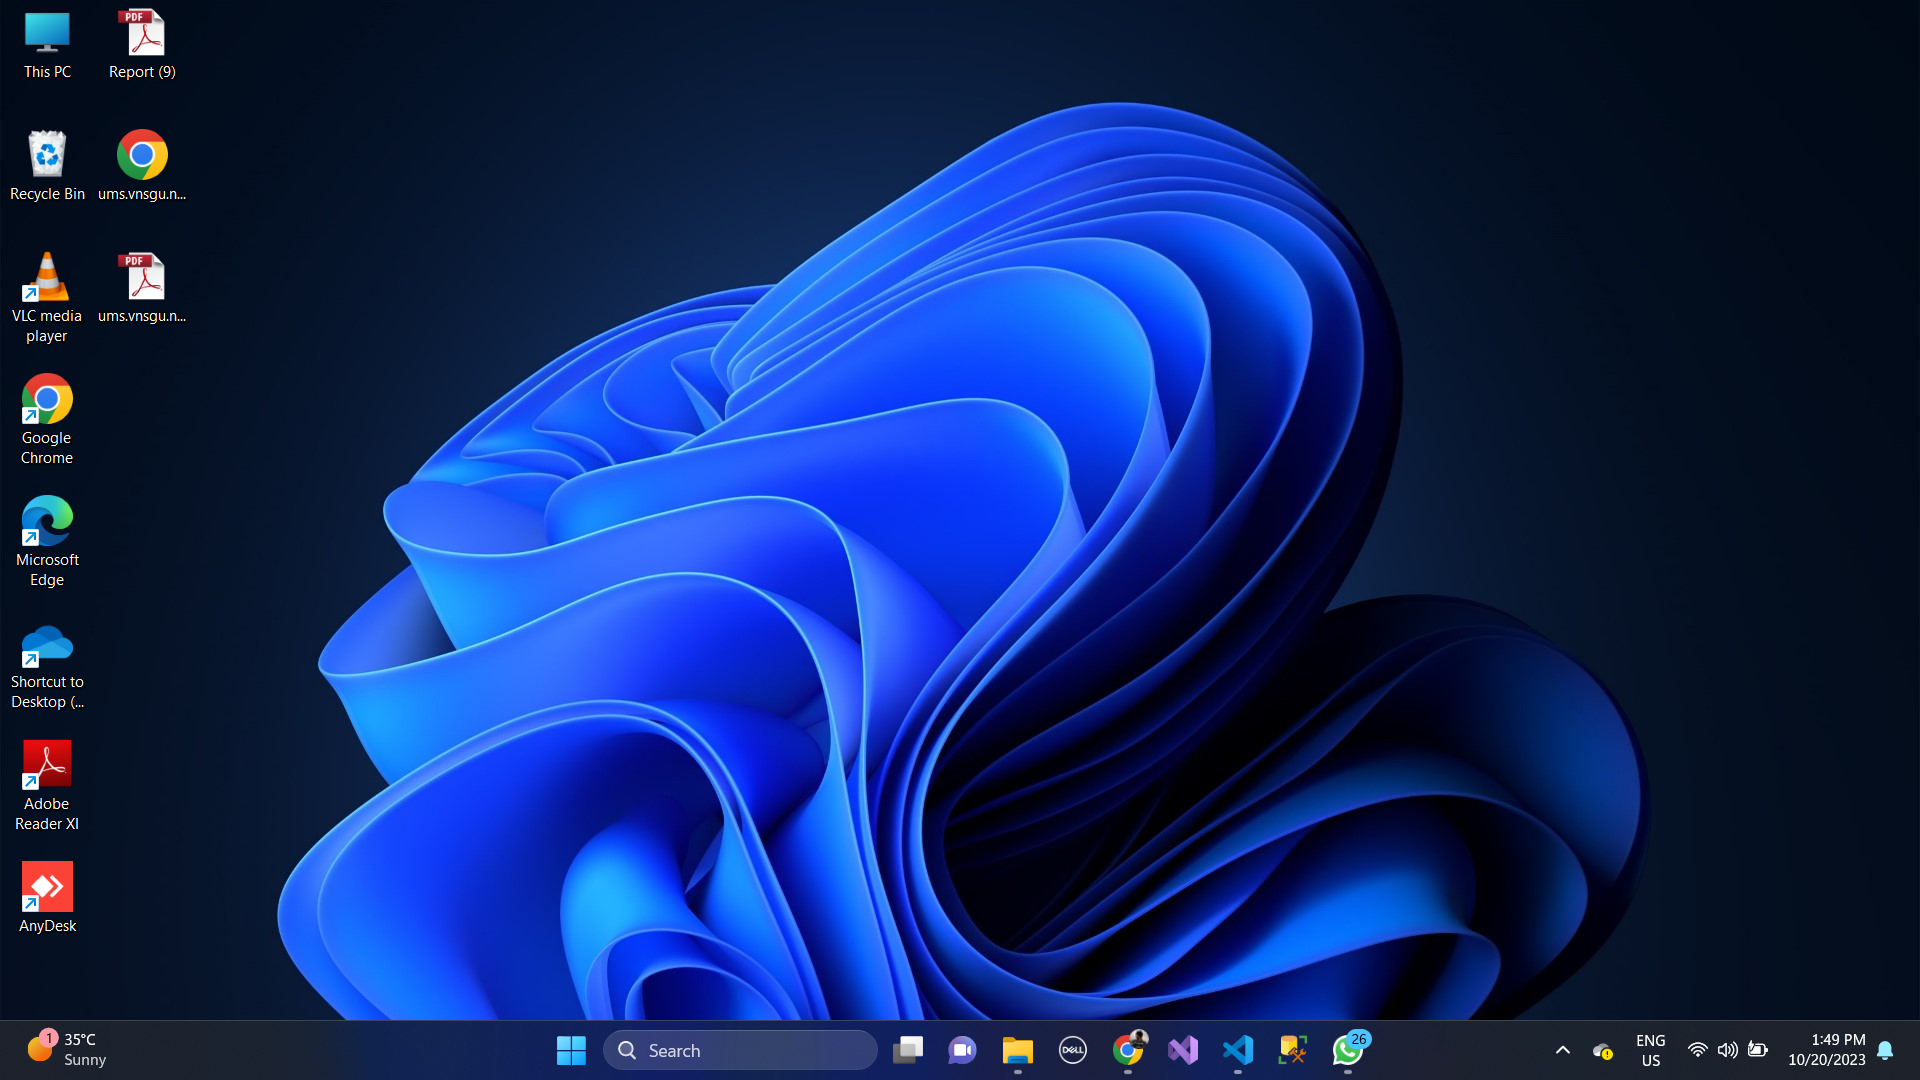 This PC
Report (9)
Recycle Bin
ums.vnsgu.n...
VLC media
player
ums.vnsgu.n...
Google
Chrome
Microsoft
Edge
Shortcut to
Desktop (...
Adobe
Reader XI
AnyDesk
PDF
PDF
1
35°C
Sunny
Search
DELL
26
ENG
US
1:49 PM
10/20/2023